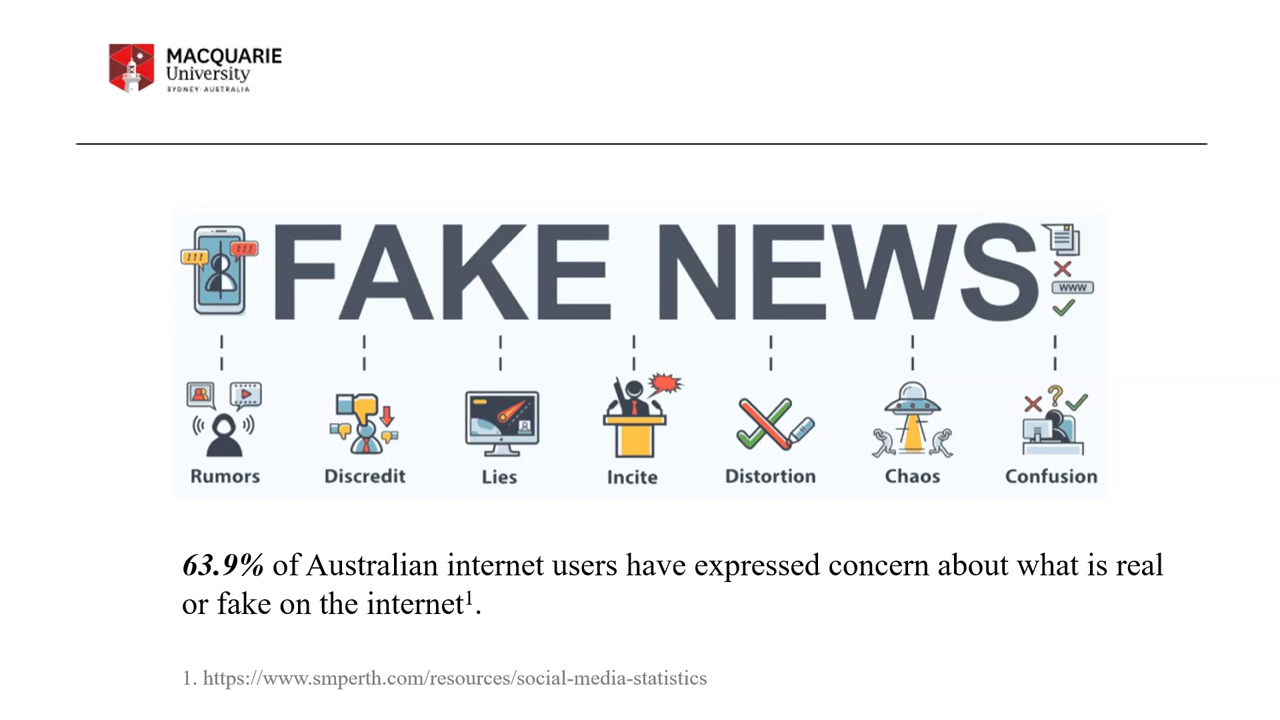 MACQUARIE
University
SYDNEY·AUSTRALIA
FAKE NEWS
!!!
!!!
www
Rumors
Discredit
Lies
Incite
Distortion
Chaos
Confusion
63.9% of Australian internet users have expressed concern about what is real
or fake on the internet¹.
1. https://www.smperth.com/resources/social-media-statistics